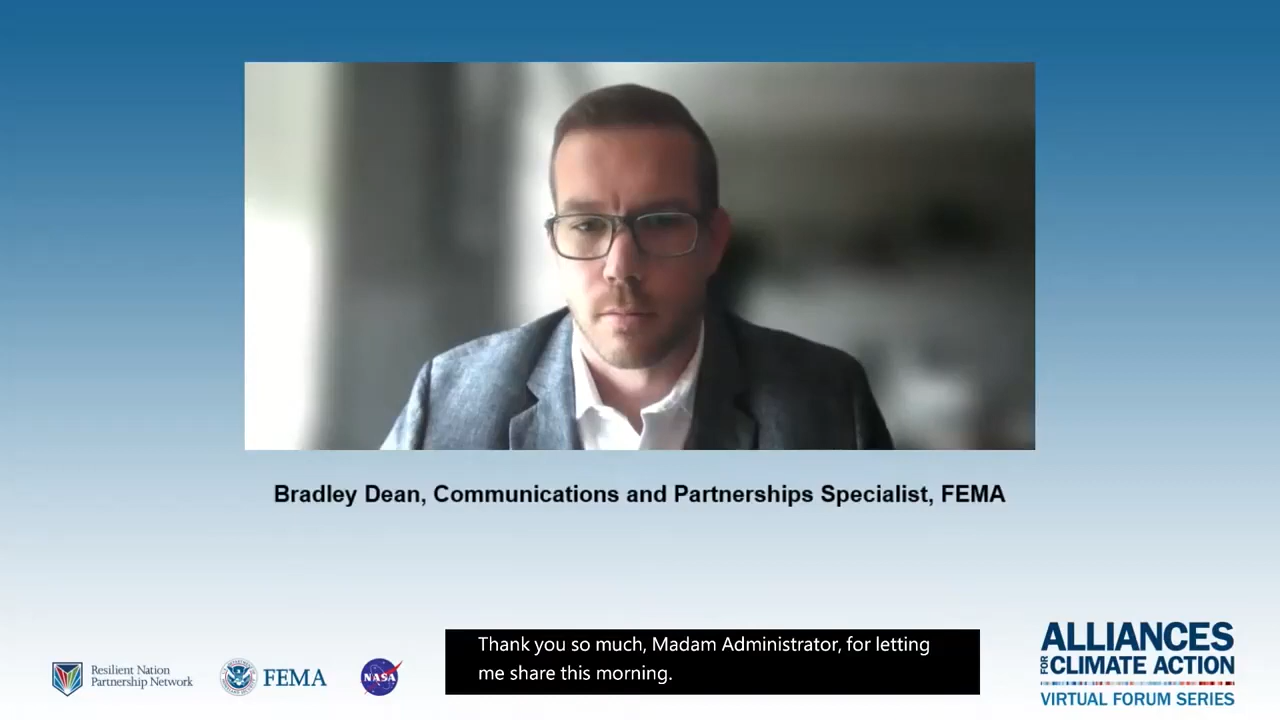 Bradley Dean, Communications and Partnerships Specialist, FEMA
Resilient Nation
Partnership Network
FEMA
NASA
Thank you so much, Madam Administrator, for letting
me share this morning.
ALLIANCES
FOR CLIMATE ACTION
VIRTUAL FORUM SERIES